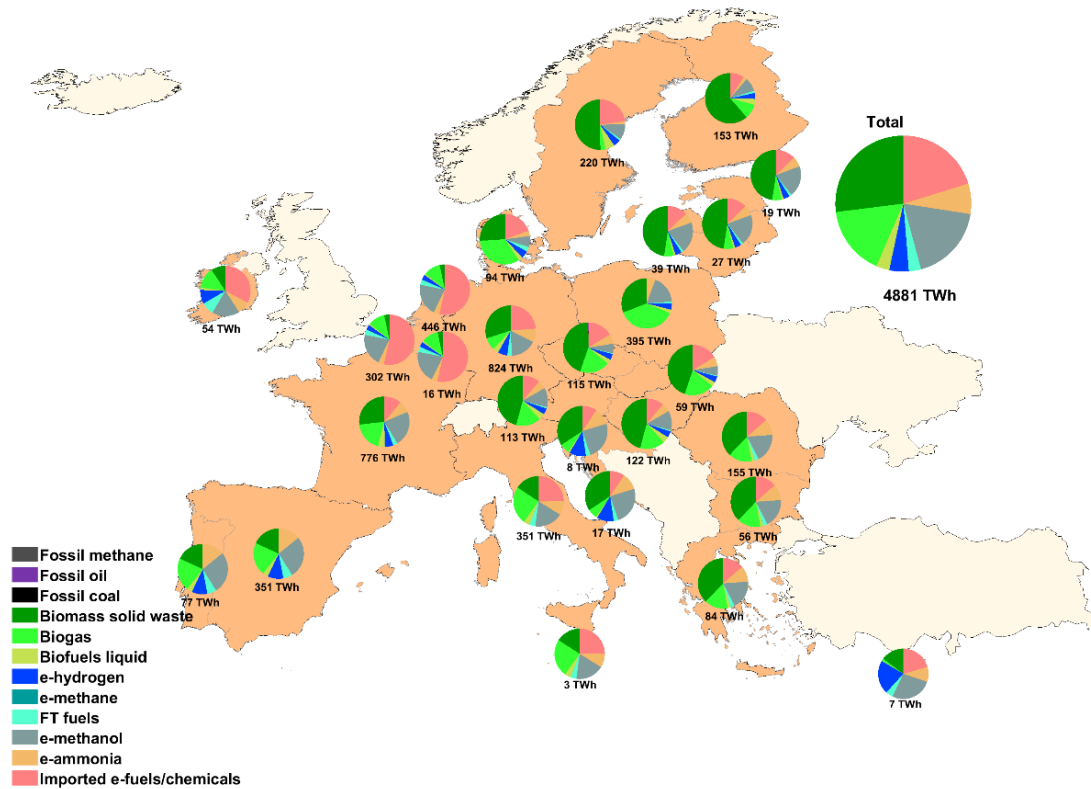 153 TWh
Total
220 TWh
19 TWh
94 TWh
39 TWh
27 TWh
4881 TWh
54 TWh
446 TWh
395 TWh
302 TWh
16 TWh
824 TWh
115 TWh
59 TWh
113 TWh
776 TWh
8 TWh
122 TWh
155 TWh
351 TWh
17 TWh
56 TWh
77 TWh
351 TWh
84 TWh
3 TWh
7 TWh
Fossil methane
Fossil oil
Fossil coal
Biomass solid waste
Biogas
Biofuels liquid
e-hydrogen
e-methane
FT fuels
e-methanol
e-ammonia
Imported e-fuels/chemicals